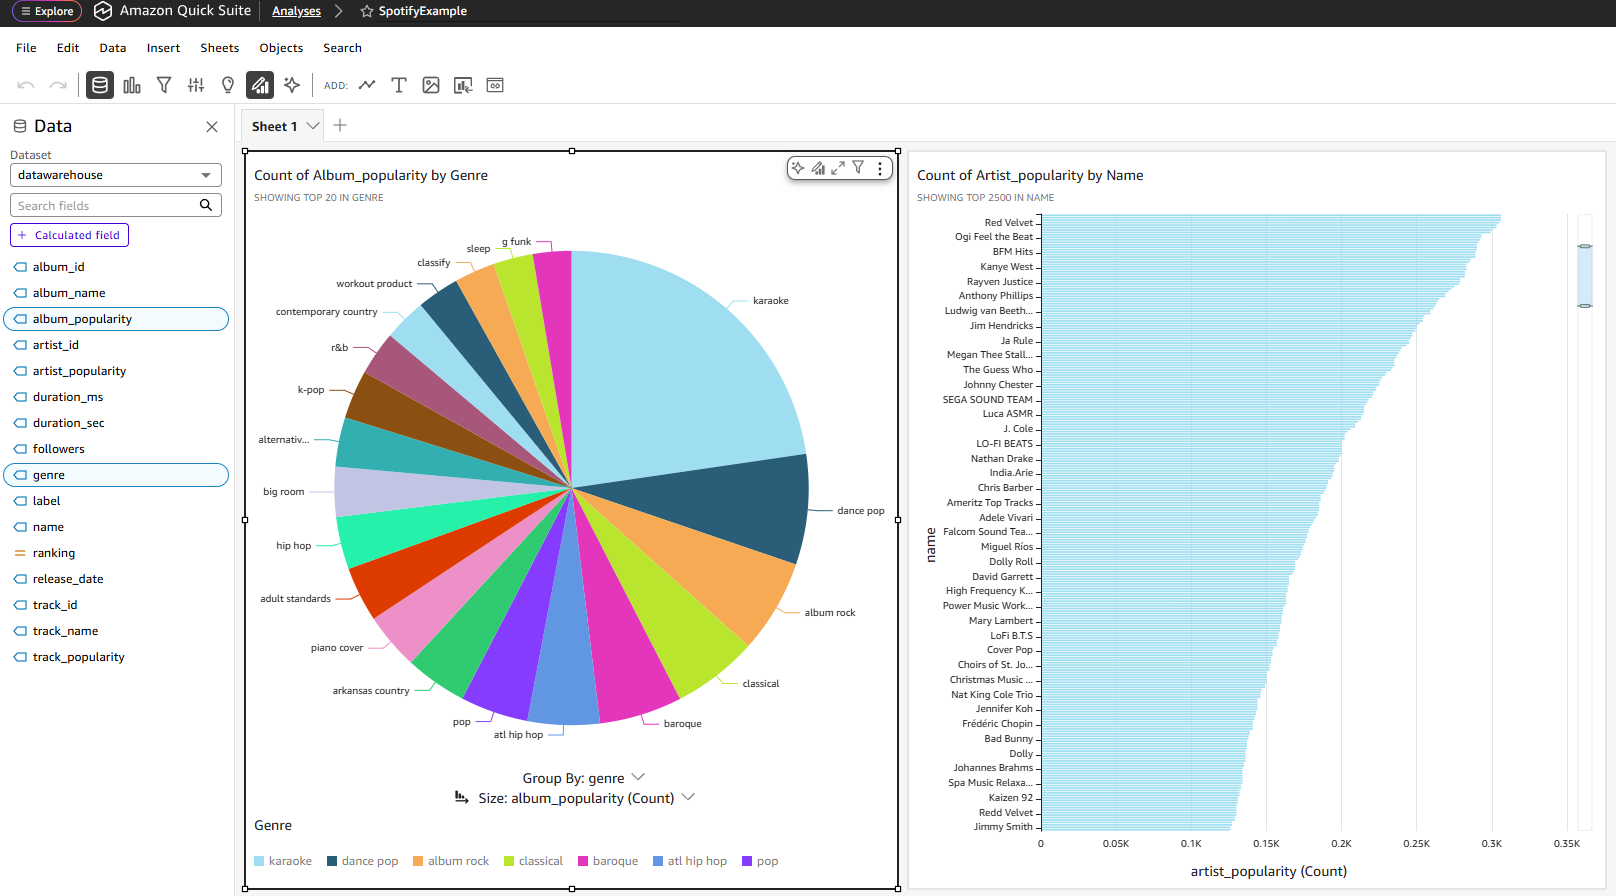 Explore
Amazon Quick Suite
Analyses
SpotifyExample
File Edit Data Insert Sheets Objects Search
ADD:
Data
Dataset
datawarehouse
Search fields
+ Calculated field
album_id
album_name
album_popularity
artist_id
artist_popularity
duration_ms
duration_sec
followers
genre
label
name
ranking
release_date
track_id
track_name
track_popularity
Sheet 1
Count of Album_popularity by Genre
SHOWING TOP 20 IN GENRE
g funk
sleep
classify
workout product
contemporary country
r&b
k-pop
alternativ...
big room
hip hop
adult standards
piano cover
arkansas country
pop
atl hip hop
baroque
classical
album rock
dance pop
karaoke
Group By: genre
Size: album_popularity (Count)
Genre
karaoke dance pop album rock classical baroque atl hip hop pop
Count of Artist_popularity by Name
SHOWING TOP 2500 IN NAME
name
Red Velvet
Ogi Feel the Beat
BFM Hits
Kanye West
Rayven Justice
Anthony Phillips
Ludwig van Beeth...
Jim Hendricks
Ja Rule
Megan Thee Stall...
The Guess Who
Johnny Chester
SEGA SOUND TEAM
Luca ASMR
J. Cole
LO-FI BEATS
Nathan Drake
India.Arie
Chris Barber
Ameritz Top Tracks
Adele Vivari
Falcom Sound Tea...
Miguel Ríos
Dolly Roll
David Garrett
High Frequency K...
Power Music Work...
Mary Lambert
LoFi B.T.S
Cover Pop
Choirs of St. Jo...
Christmas Music ...
Nat King Cole Trio
Jennifer Koh
Frédéric Chopin
Bad Bunny
Dolly
Johannes Brahms
Spa Music Relaxa...
Kaizen 92
Redd Velvet
Jimmy Smith
0 0.05K 0.1K 0.15K 0.2K 0.25K 0.3K 0.35K
artist_popularity (Count)